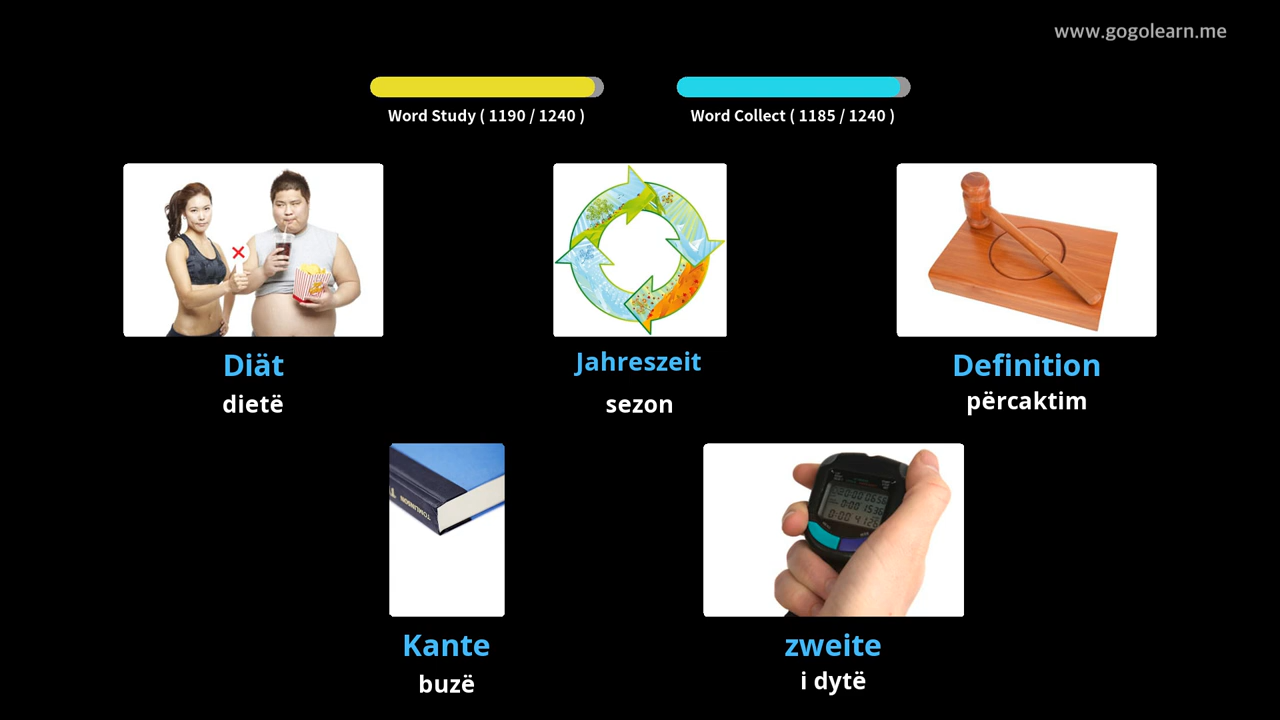 www.gogolearn.me
Word Study ( 1190 / 1240 )
Word Collect ( 1185 / 1240 )
Diät
dietë
Jahreszeit
sezon
Definition
përcaktim
TOMLINSON
Kante
buzë
zweite
i dytë